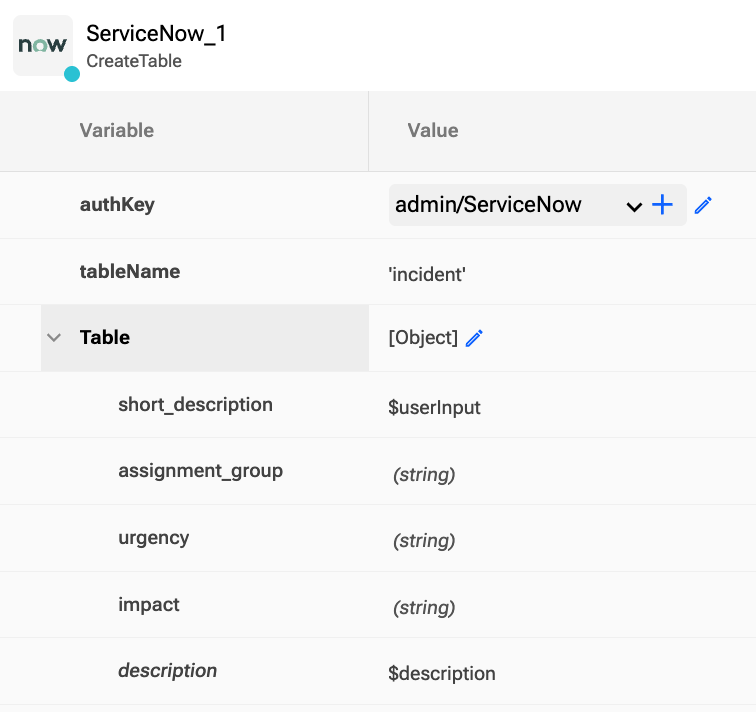 now
ServiceNow_1
CreateTable
Variable Value
authKey admin/ServiceNow
tableName 'incident'
Table [Object]
short_description $userInput
assignment_group (string)
urgency (string)
impact (string)
description $description